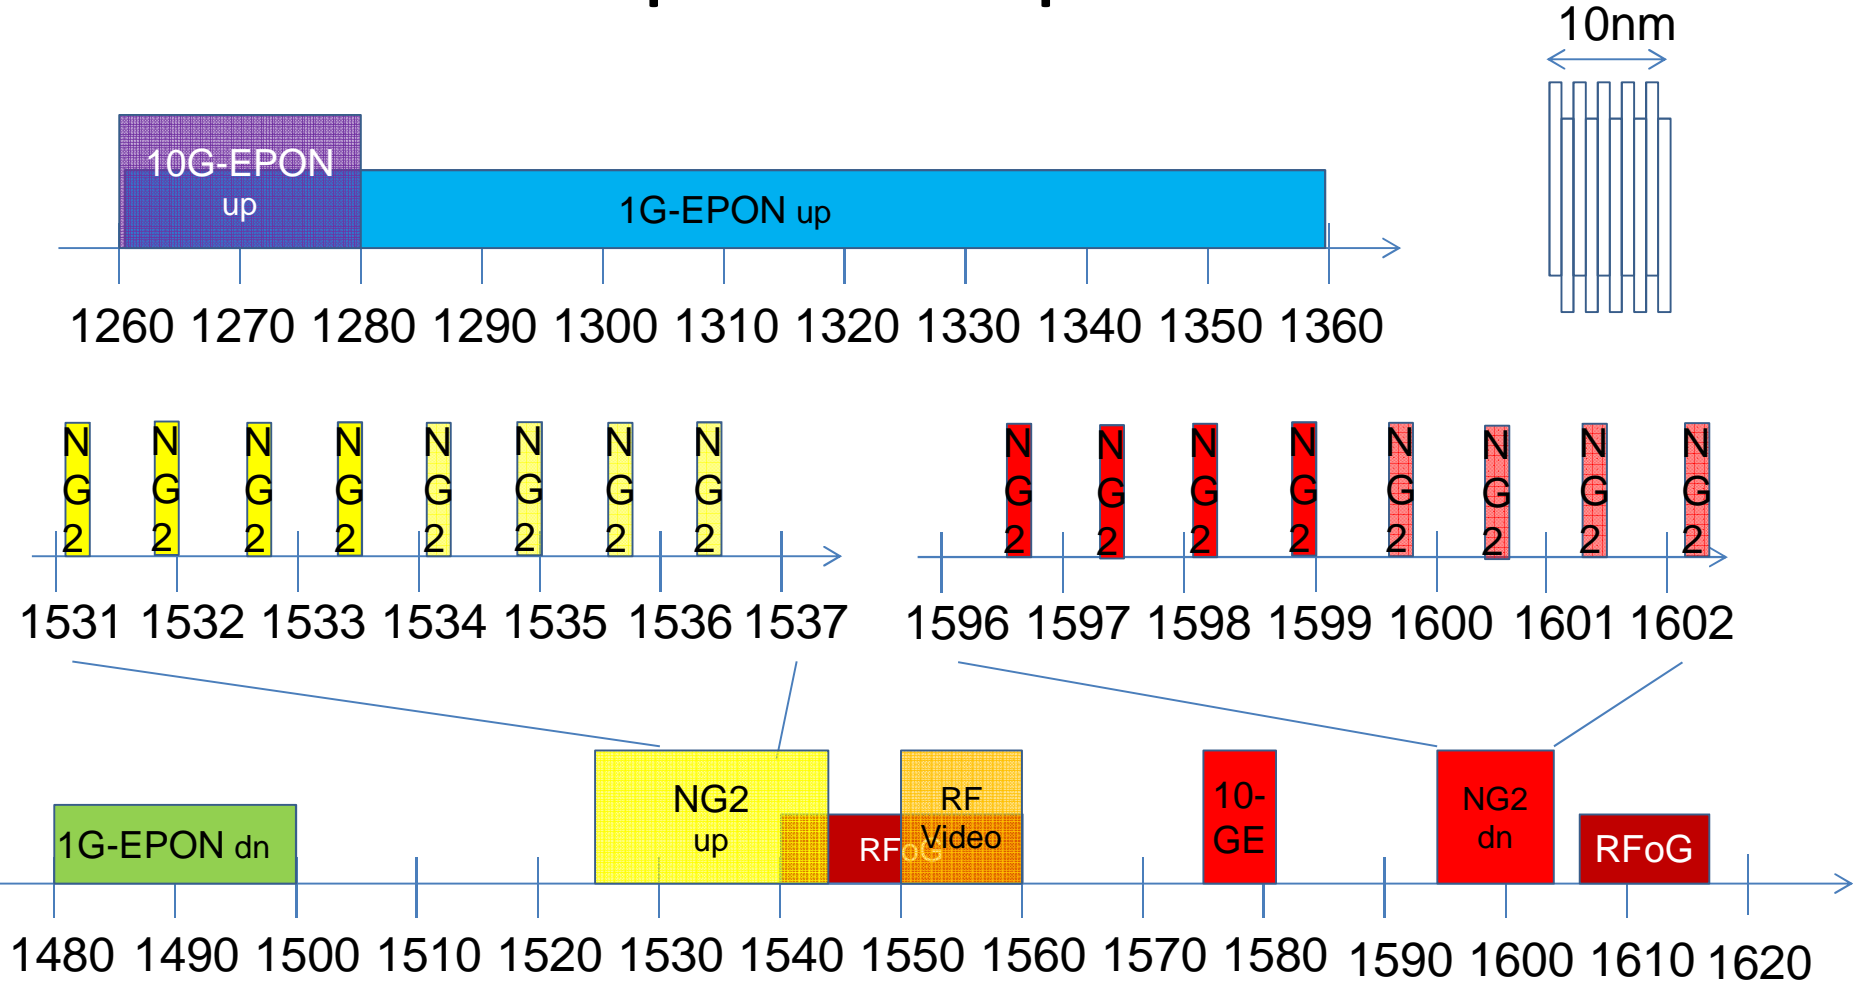 10nm
10G-EPON
up
1G-EPON up
1260 1270 1280 1290 1300 1310 1320 1330 1340 1350 1360
N N N N N N N N N N N N N N N N
G G G G G G G G G G G G G G G G
2 2 2 2 2 2 2 2 2 2 2 2 2 2 2 2
1531 1532 1533 1534 1535 1536 1537
1596 1597 1598 1599 1600 1601 1602
1G-EPON dn
NG2
up
RFoG
RF
Video
10-
GE
NG2
dn
RFoG
1480 1490 1500 1510 1520 1530 1540 1550 1560 1570 1580 1590 1600 1610 1620